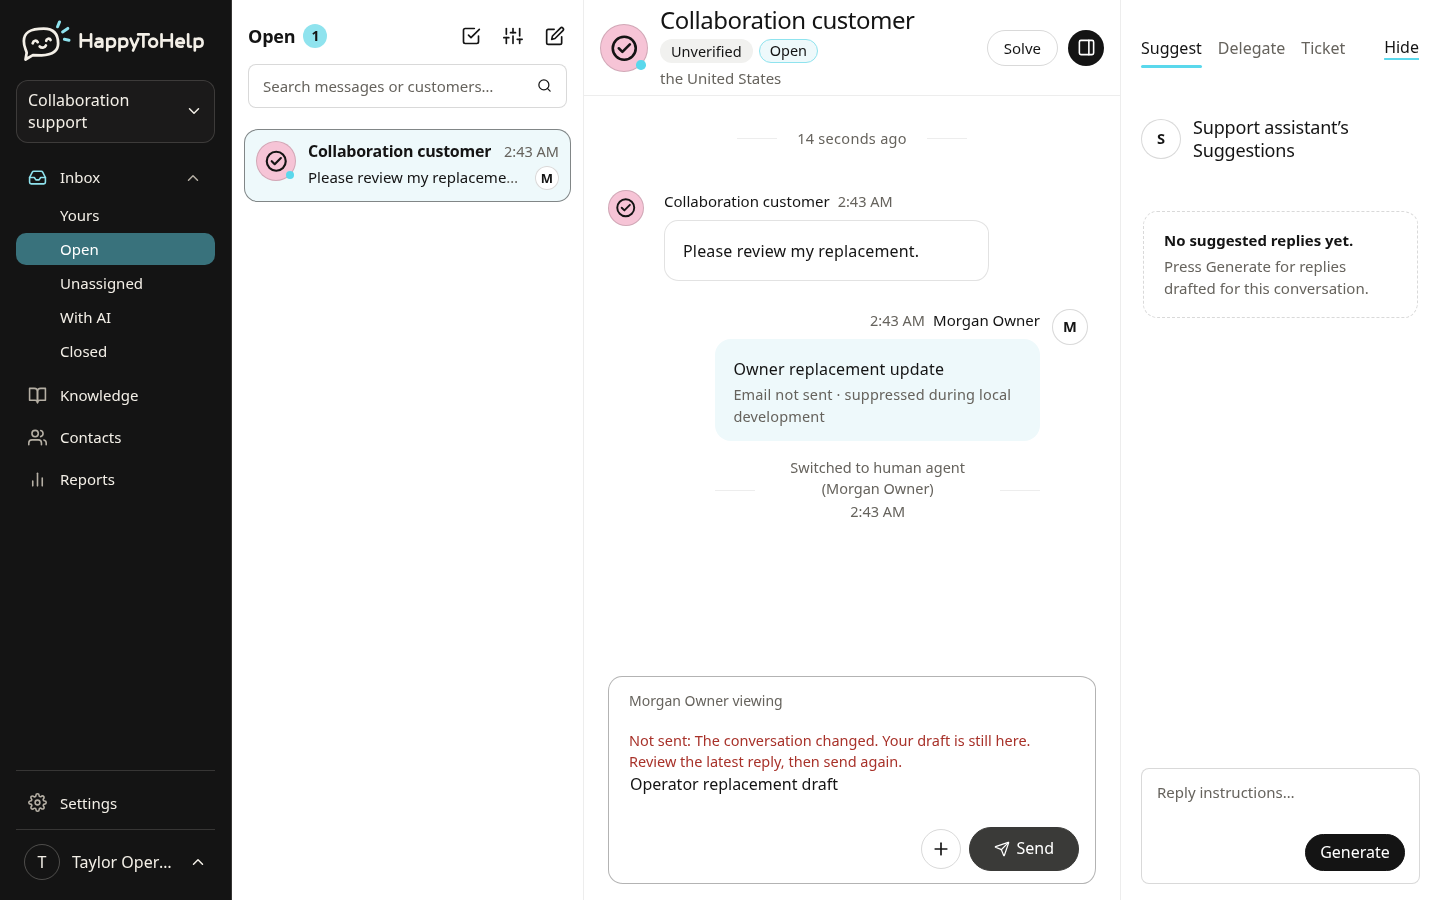 HappyToHelp
Collaboration
support
Inbox
Yours
Open
Unassigned
With AI
Closed
Knowledge
Contacts
Reports
Settings
T
Taylor Oper...
Open 1
Search messages or customers...
Collaboration customer 2:43 AM
Please review my replaceme... M
Collaboration customer
Unverified Open
the United States
Solve
14 seconds ago
Collaboration customer 2:43 AM
Please review my replacement.
2:43 AM Morgan Owner
M
Owner replacement update
Email not sent · suppressed during local
development
Switched to human agent
(Morgan Owner)
2:43 AM
Morgan Owner viewing
Not sent: The conversation changed. Your draft is still here.
Review the latest reply, then send again.
Operator replacement draft
Send
Suggest Delegate Ticket Hide
S
Support assistant’s
Suggestions
No suggested replies yet.
Press Generate for replies
drafted for this conversation.
Reply instructions...
Generate